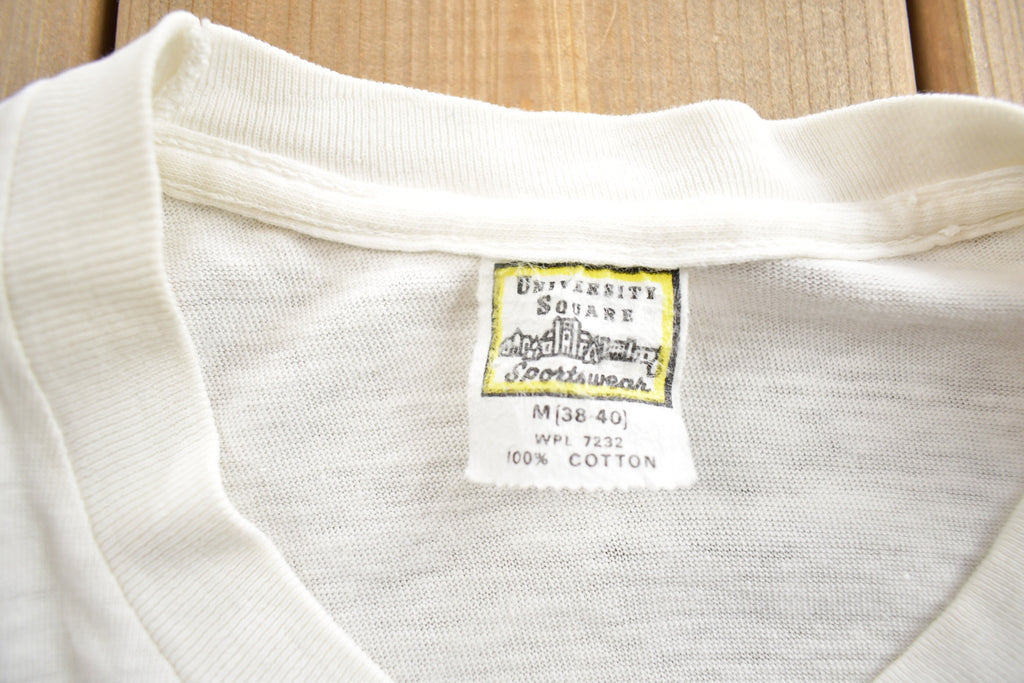 UNIVERSITY
SQUARE
Sportswear
M (38-40)
WPL 7232
100% COTTON